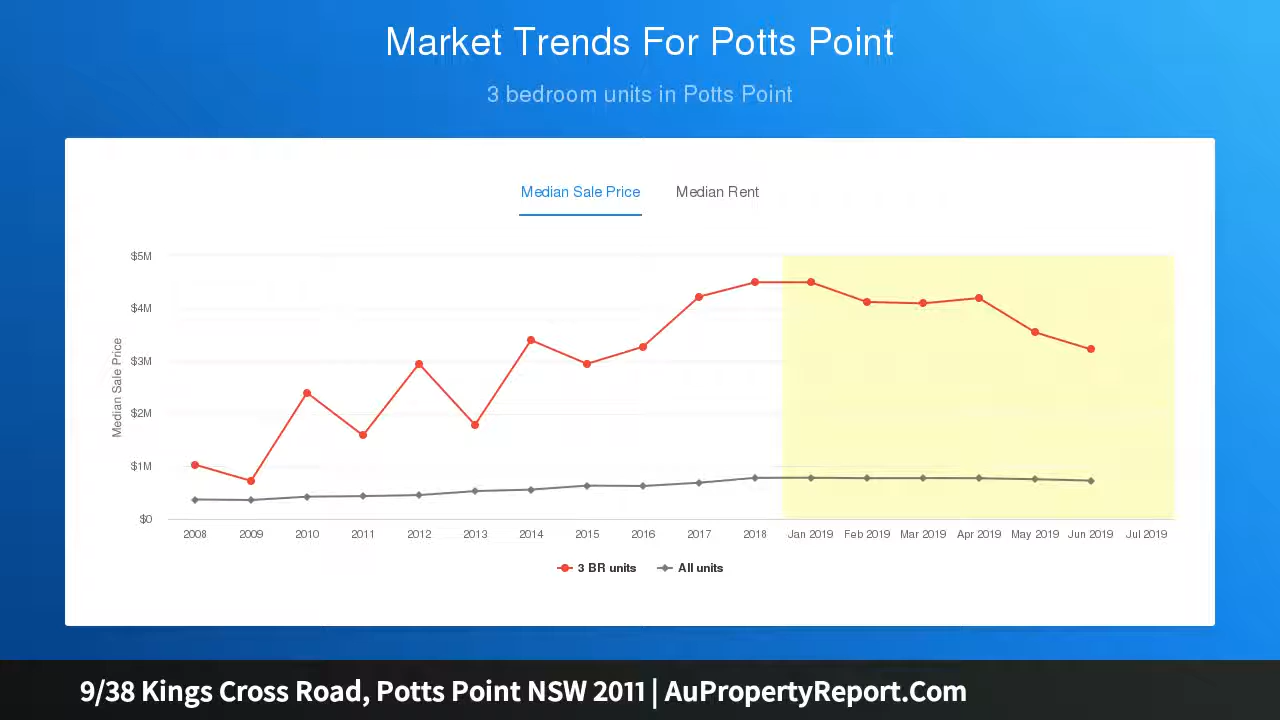 Market Trends For Potts Point
3 bedroom units in Potts Point
Median Sale Price Median Rent
$5M
$4M
$3M
$2M
$1M
$0
Median Sale Price
2008 2009 2010 2011 2012 2013 2014 2015 2016 2017 2018 Jan 2019 Feb 2019 Mar 2019 Apr 2019 May 2019 Jun 2019 Jul 2019
3 BR units All units
9/38 Kings Cross Road, Potts Point NSW 2011 | AuPropertyReport.Com